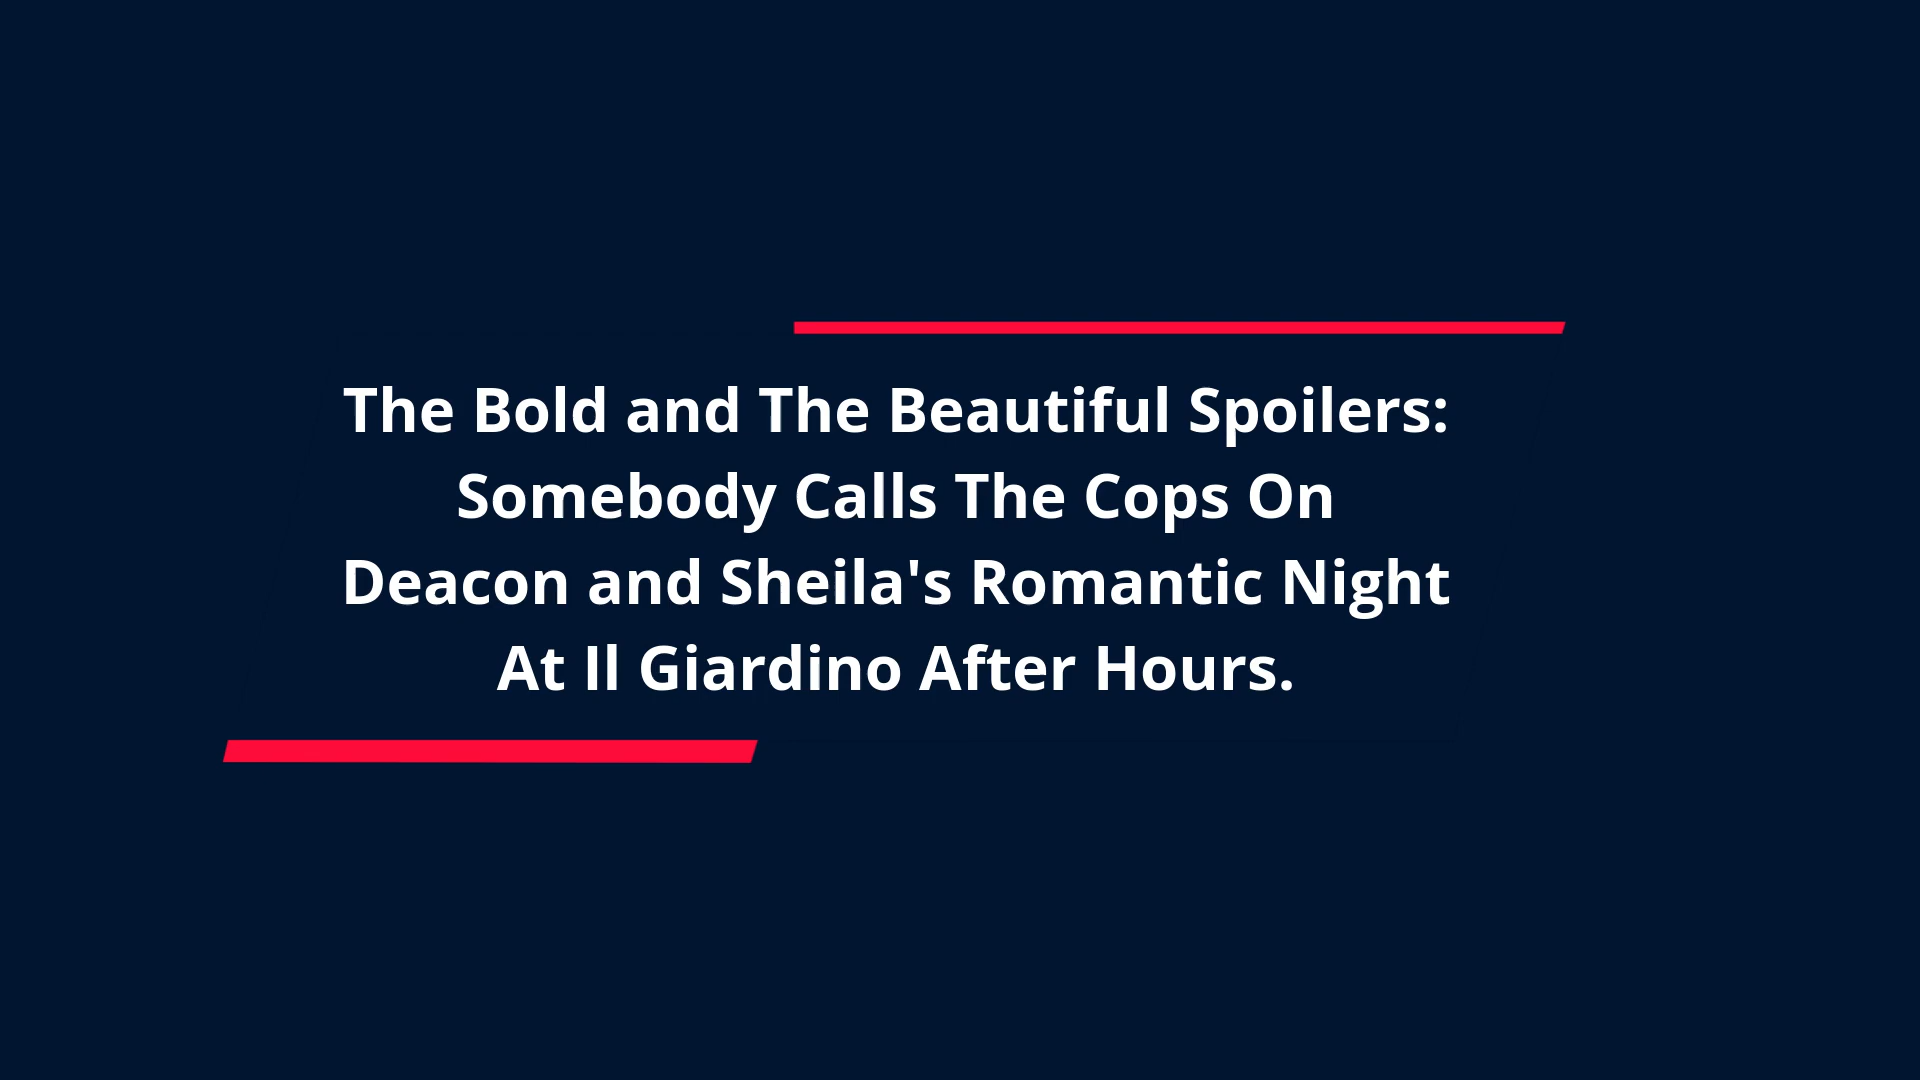 The Bold and The Beautiful Spoilers:
Somebody Calls The Cops On
Deacon and Sheila's Romantic Night
At Il Giardino After Hours.